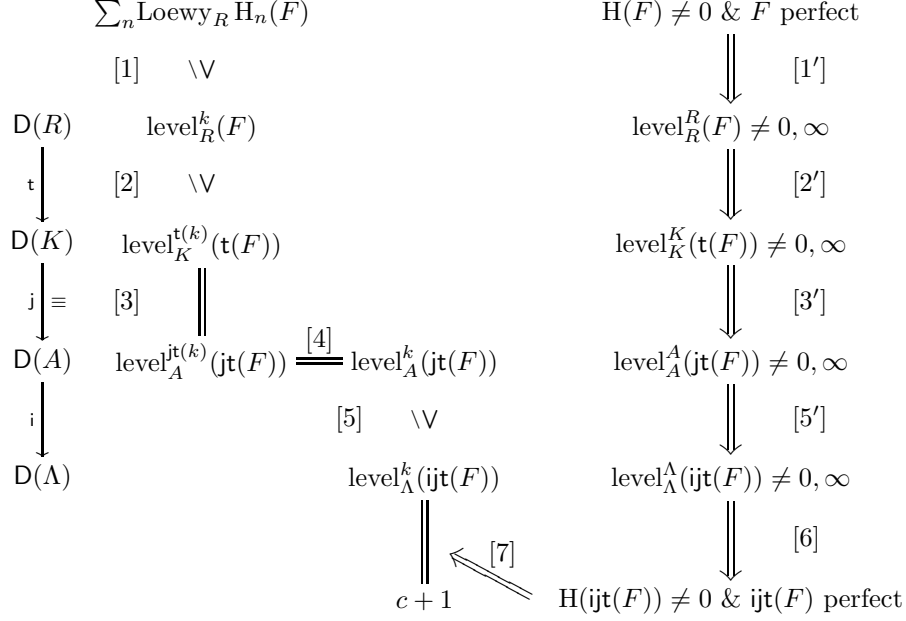 ∑ₙLoewy_R Hₙ(F) H(F) ≠ 0 & F perfect
[1] \V [1′]
D(R) level^k_R(F) level^R_R(F) ≠ 0, ∞
t [2] \V [2′]
D(K) level^{t(k)}_K(t(F)) level^K_K(t(F)) ≠ 0, ∞
j ≡ [3] [3′]
D(A) level^{jt(k)}_A(jt(F)) [4] level^k_A(jt(F)) level^A_A(jt(F)) ≠ 0, ∞
i [5] \V [5′]
D(Λ) level^k_Λ(ijt(F)) level^Λ_Λ(ijt(F)) ≠ 0, ∞
[7] [6]
c + 1 H(ijt(F)) ≠ 0 & ijt(F) perfect